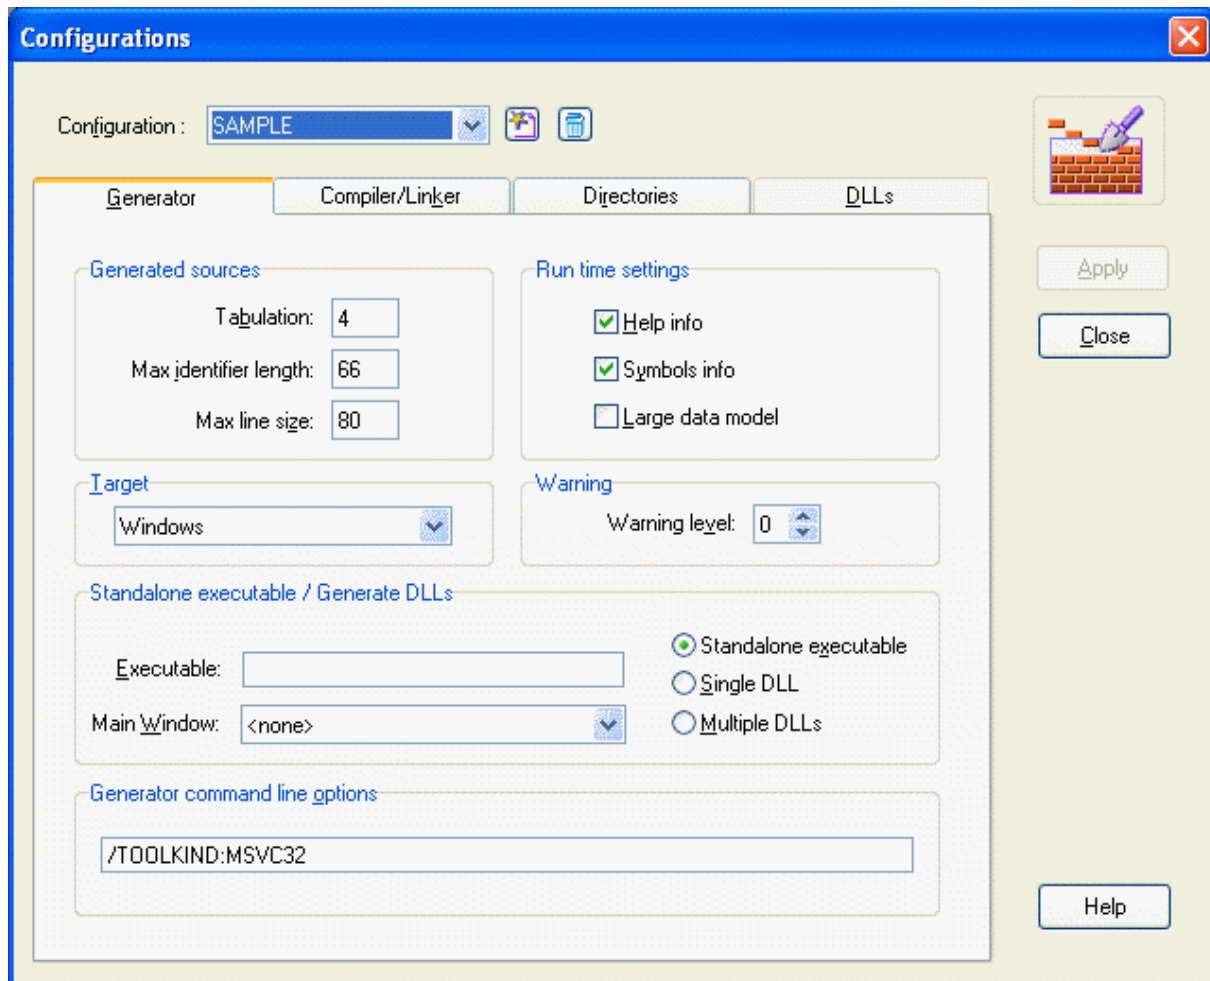 Configurations
Configuration : SAMPLE
Generator Compiler/Linker Directories DLLs
Generated sources
Tabulation: 4
Max identifier length: 66
Max line size: 80
Run time settings
Help info
Symbols info
Large data model
Apply
Close
Target
Windows
Warning
Warning level: 0
Standalone executable / Generate DLLs
Executable:
Main Window: <none>
Standalone executable
Single DLL
Multiple DLLs
Generator command line options
/TOOLKIND:MSVC32
Help